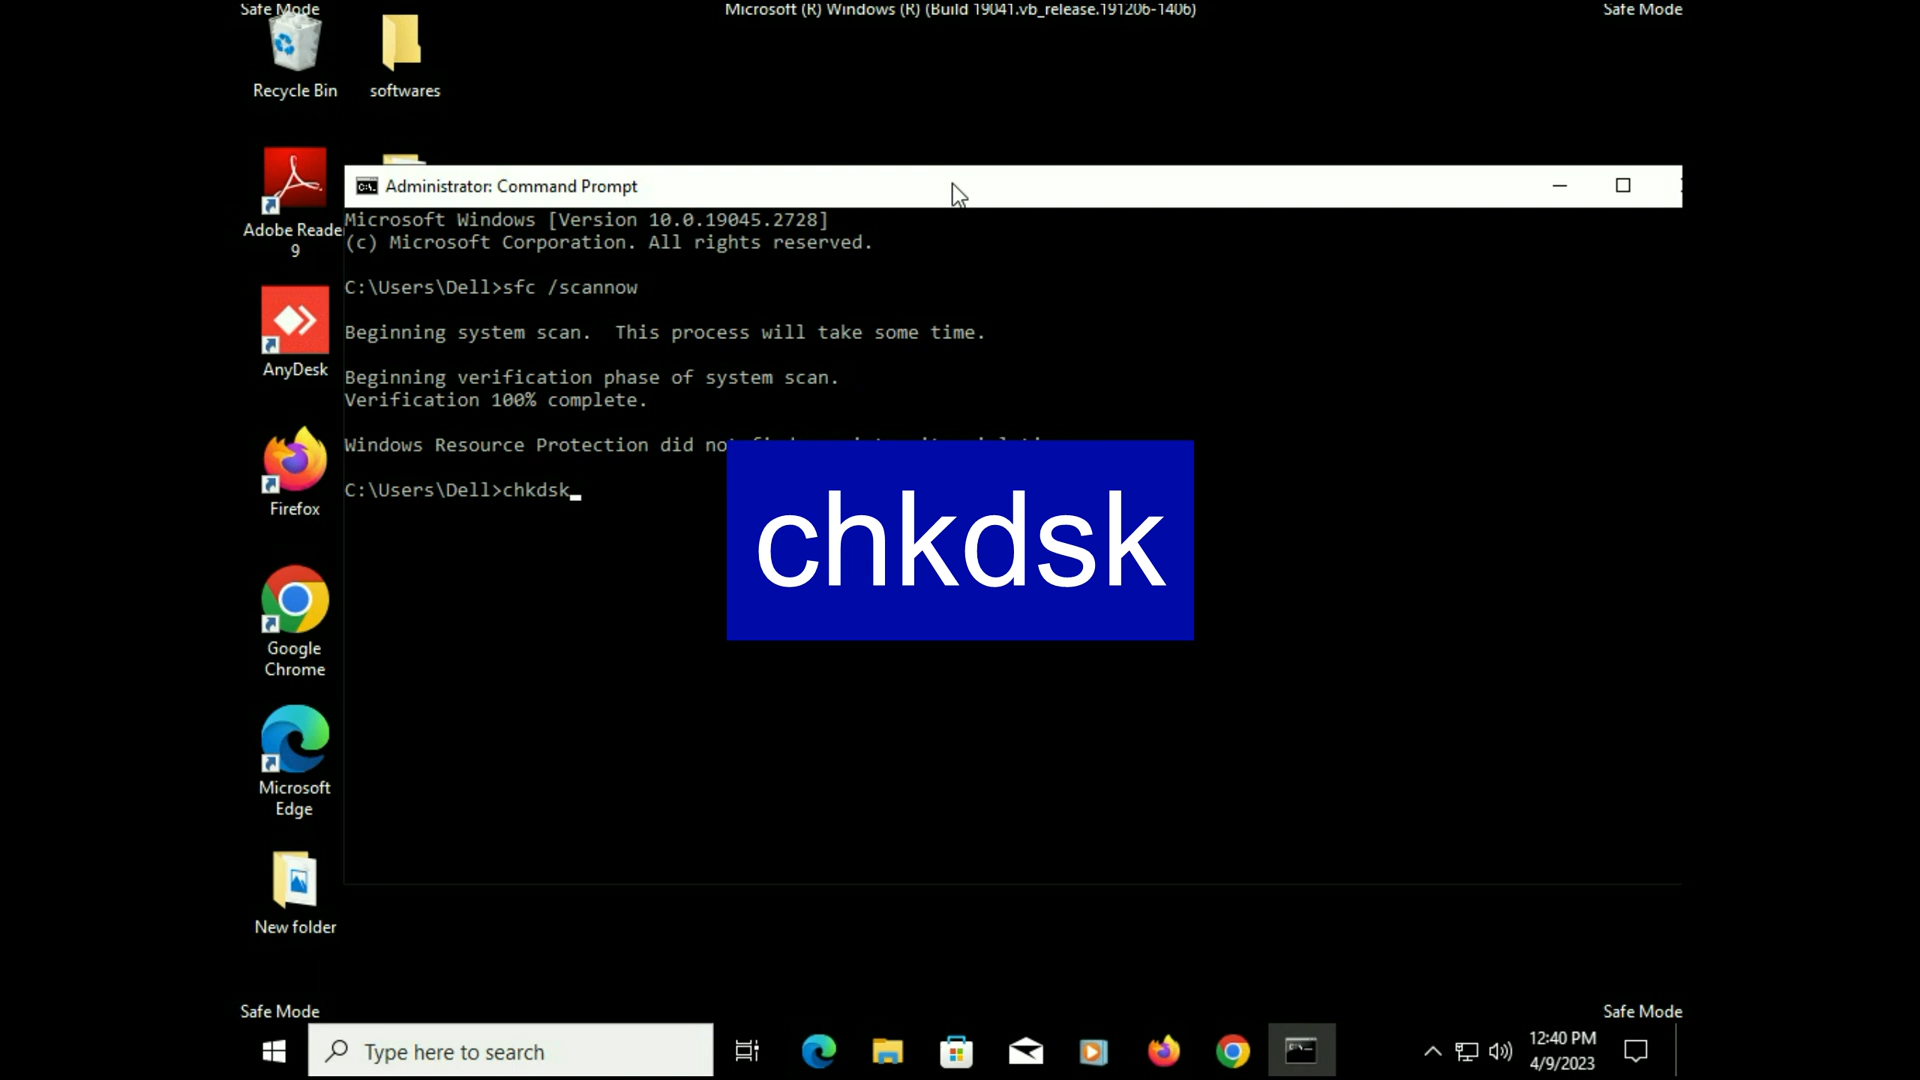 Safe Mode
Microsoft (R) Windows (R) (Build 19041.vb_release.191206-1406)
Safe Mode
Recycle Bin
softwares
Adobe Reade
9
AnyDesk
Firefox
Google
Chrome
Microsoft
Edge
New folder
Administrator: Command Prompt
Microsoft Windows [Version 10.0.19045.2728]
(c) Microsoft Corporation. All rights reserved.
C:\Users\Dell>sfc /scannow
Beginning system scan.  This process will take some time.
Beginning verification phase of system scan.
Verification 100% complete.
Windows Resource Protection did no
C:\Users\Dell>chkdsk
chkdsk
Safe Mode
Safe Mode
Type here to search
12:40 PM
4/9/2023